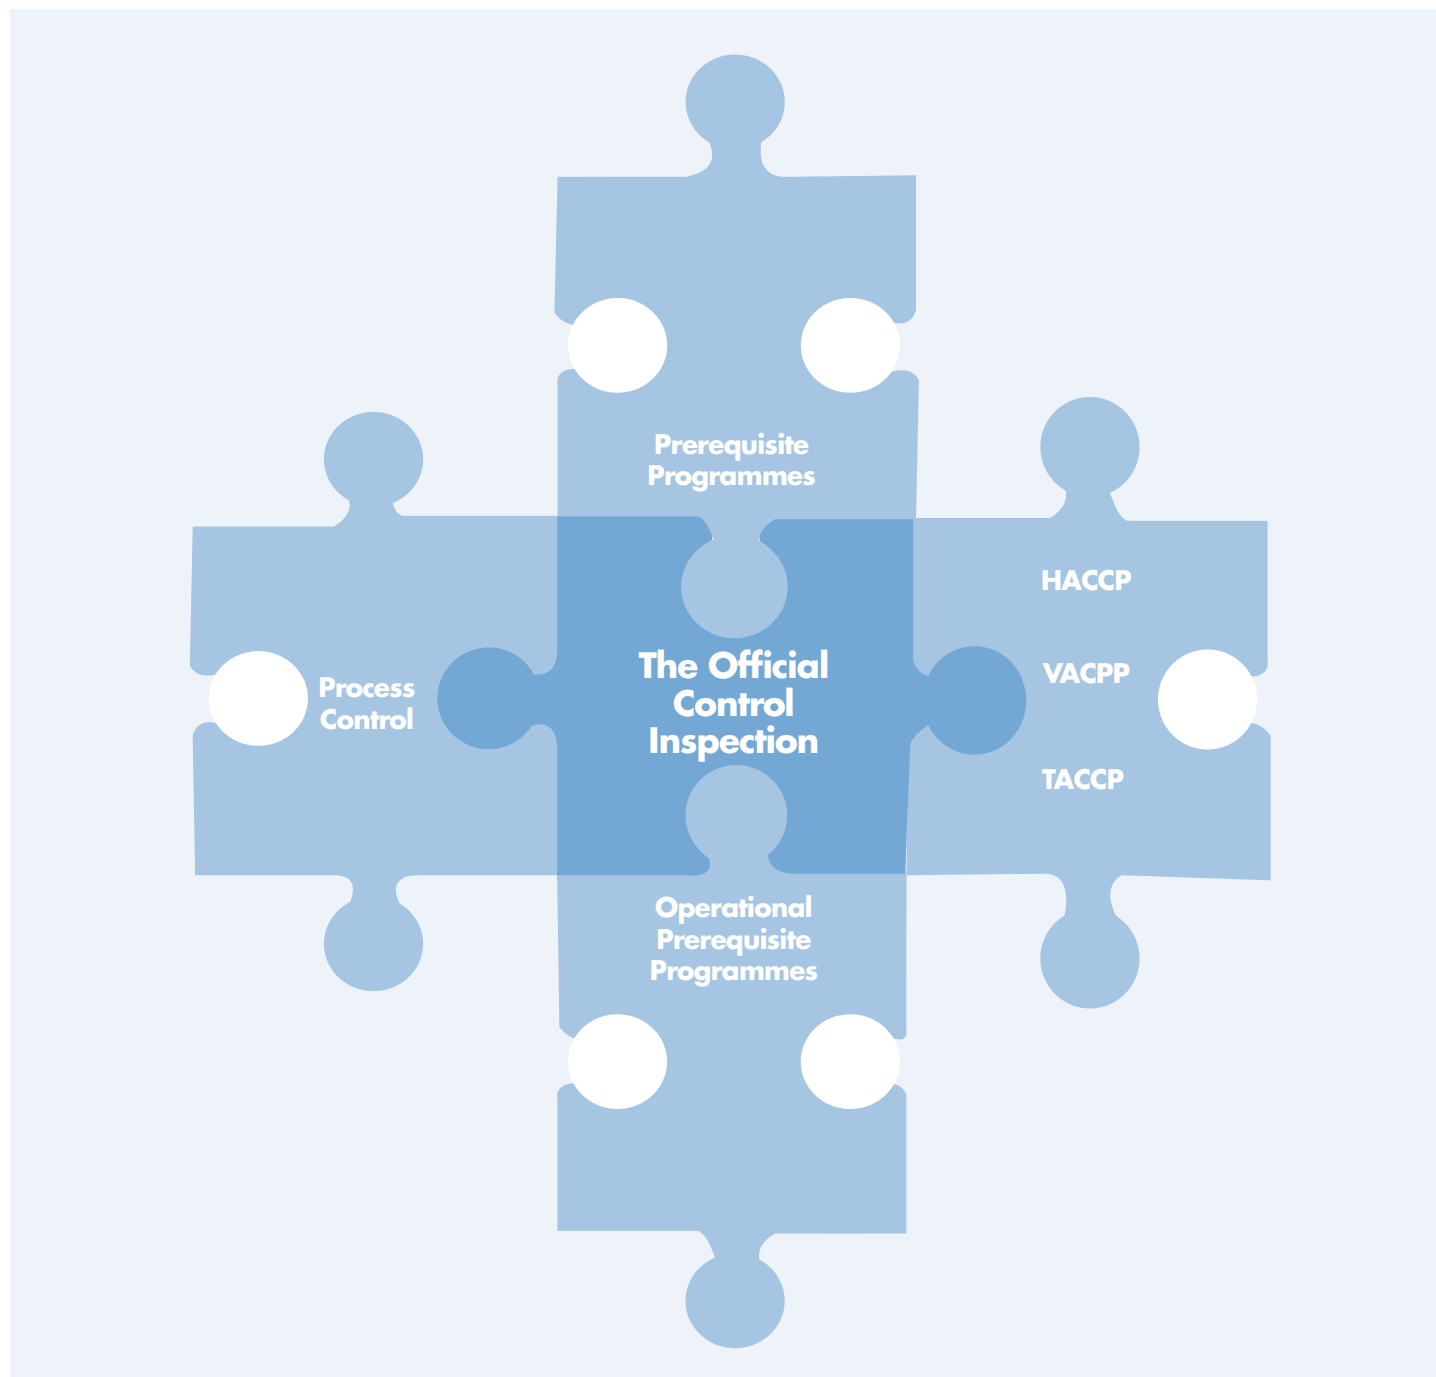 Prerequisite
Programmes
HACCP
VACPP
TACCP
Process
Control
The Official
Control
Inspection
Operational
Prerequisite
Programmes